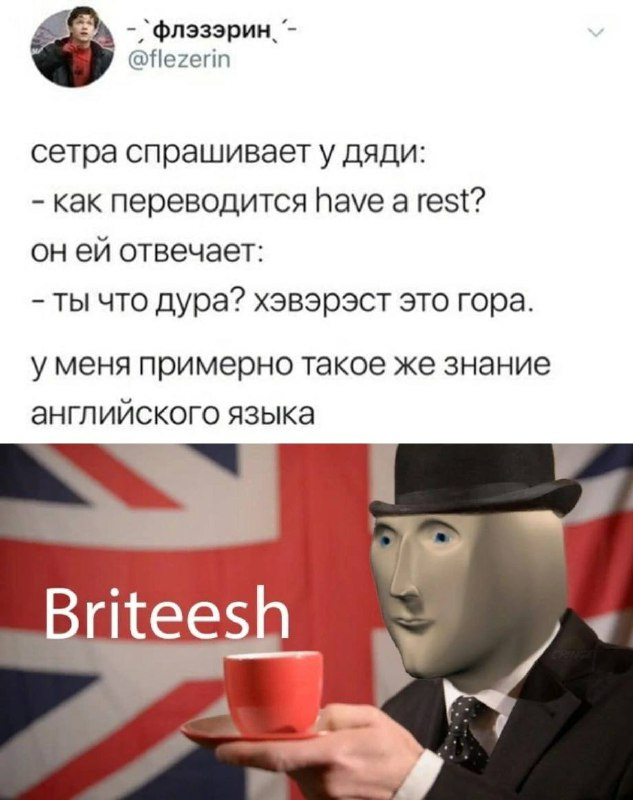 -ˏˋфлэзэринˎˊ-
@flezerin
сетра спрашивает у дяди:
- как переводится have a rest?
он ей отвечает:
- ты что дура? хэвэрэст это гора.
у меня примерно такое же знание
английского языка
Briteesh